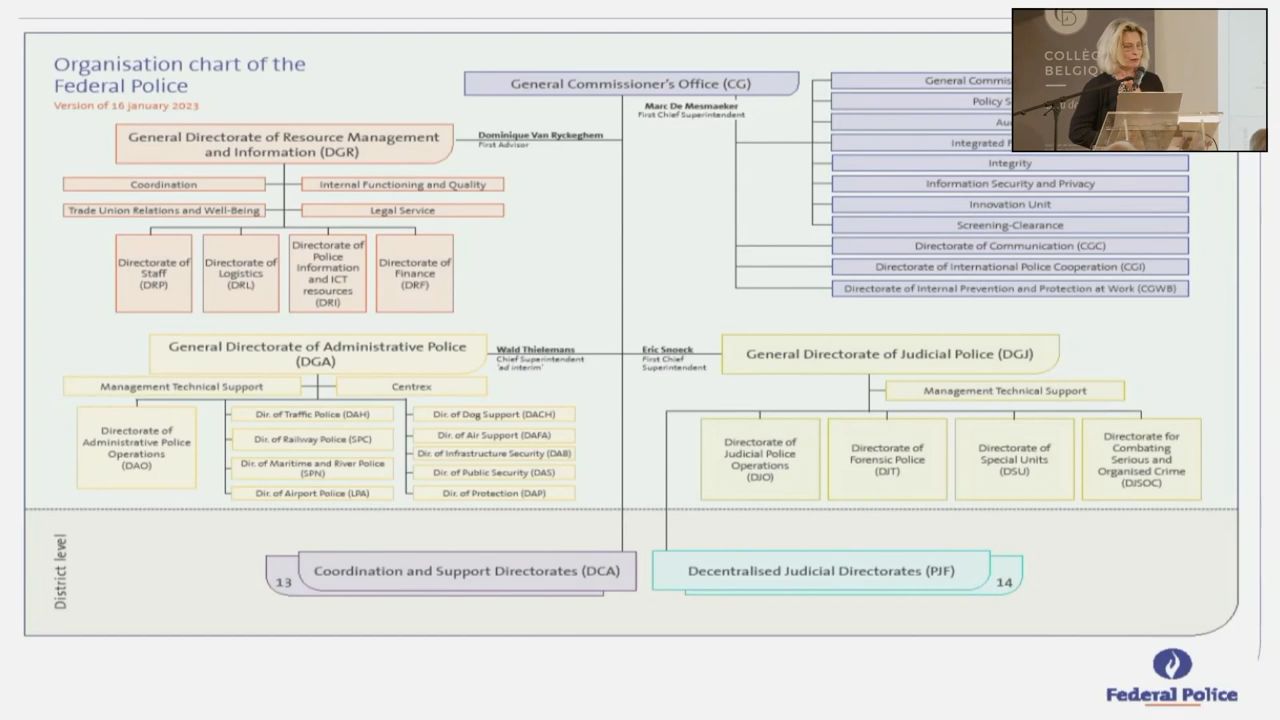 Organisation chart of the
Federal Police
Version of 16 january 2023
General Commissioner's Office (CG)
Marc De Mesmaeker
First Chief Superintendent
General Commis
Policy S
Au
Integrated
Integrity
Information Security and Privacy
Innovation Unit
Screening-Clearance
Directorate of Communication (CGC)
Directorate of International Police Cooperation (CGI)
Directorate of Internal Prevention and Protection at Work (CGWB)
COLLÈ
BELGIQ
General Directorate of Resource Management
and Information (DGR)
Dominique Van Ryckeghem
First Advisor
Coordination
Internal Functioning and Quality
Trade Union Relations and Well-Being
Legal Service
Directorate of
Staff
(DRP)
Directorate of
Logistics
(DRL)
Directorate of
Police
Information
and ICT
resources
(DRI)
Directorate of
Finance
(DRF)
General Directorate of Administrative Police
(DGA)
Wald Thielemans
Chief Superintendent
'ad interim'
Management Technical Support
Centrex
Directorate of
Administrative Police
Operations
(DAO)
Dir. of Traffic Police (DAH)
Dir. of Railway Police (SPC)
Dir. of Maritime and River Police
(SPN)
Dir. of Airport Police (LPA)
Dir. of Dog Support (DACH)
Dir. of Air Support (DAFA)
Dir. of Infrastructure Security (DAB)
Dir. of Public Security (DAS)
Dir. of Protection (DAP)
Eric Snoeck
First Chief
Superintendent
General Directorate of Judicial Police (DGJ)
Management Technical Support
Directorate of
Judicial Police
Operations
(DJO)
Directorate of
Forensic Police
(DJT)
Directorate of
Special Units
(DSU)
Directorate for
Combating
Serious and
Organised Crime
(DJSOC)
District level
13
Coordination and Support Directorates (DCA)
Decentralised Judicial Directorates (PJF)
14
Federal Police